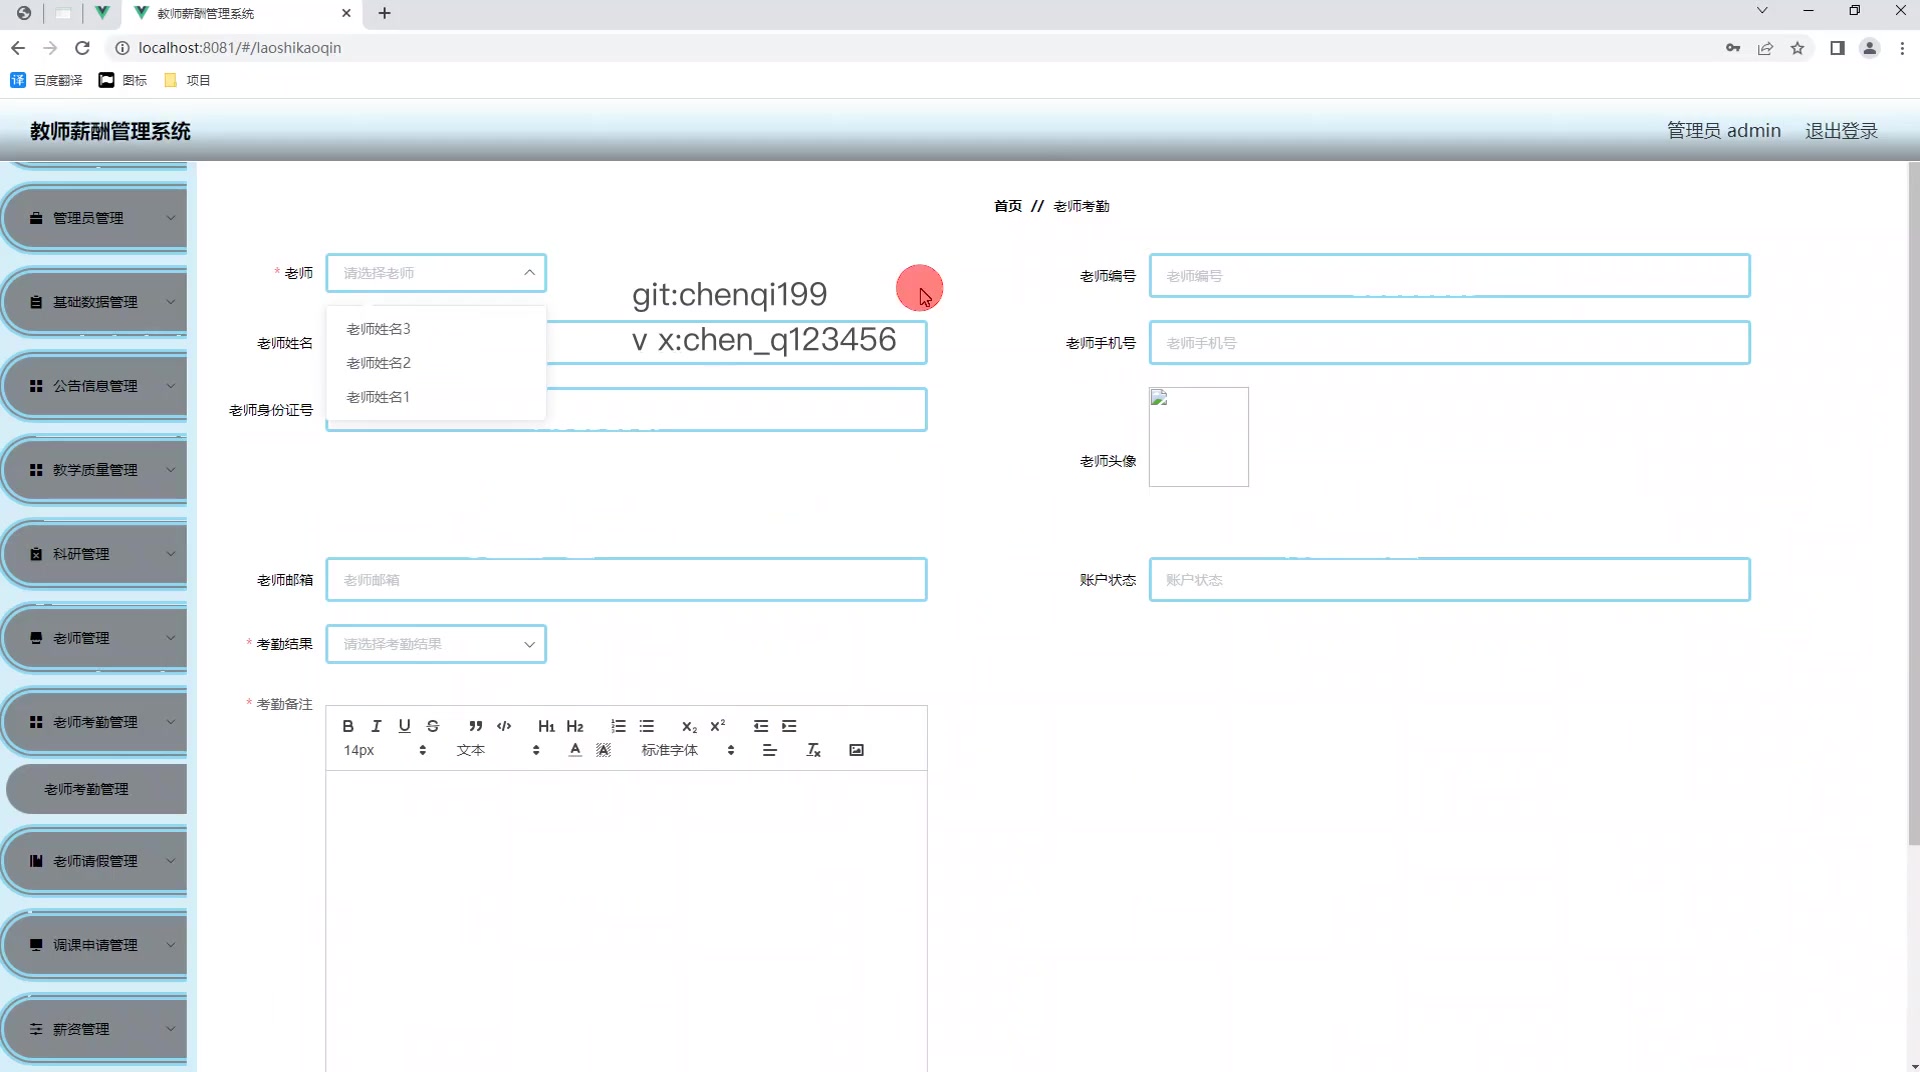 教师薪酬管理系统
localhost:8081/#/laoshikaoqin
译 百度翻译 图标 项目
教师薪酬管理系统
管理员 admin 退出登录
管理员管理
基础数据管理
公告信息管理
教学质量管理
科研管理
老师管理
老师考勤管理
老师考勤管理
老师请假管理
调课申请管理
薪资管理
首页 // 老师考勤
* 老师 请选择老师
老师编号 老师编号
老师姓名3
老师姓名2
老师姓名1
git:chenqi199
v x:chen_q123456
老师姓名
老师手机号 老师手机号
老师身份证号
老师头像
老师邮箱 老师邮箱
账户状态 账户状态
* 考勤结果 请选择考勤结果
* 考勤备注
B I U S H1 H2 X2 X2
14px 文本 A A 标准字体 Tx